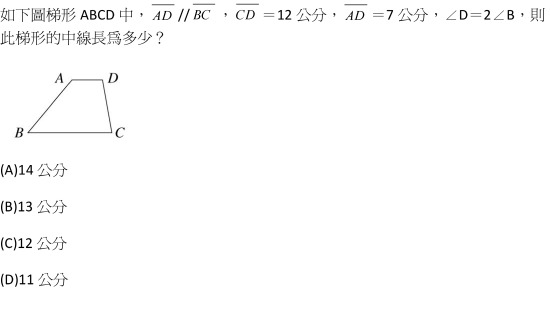 如下圖梯形 ABCD 中，AD // BC，CD＝12 公分，AD＝7 公分，∠D＝2∠B，則
此梯形的中線長為多少？
A D
B C
(A)14 公分
(B)13 公分
(C)12 公分
(D)11 公分